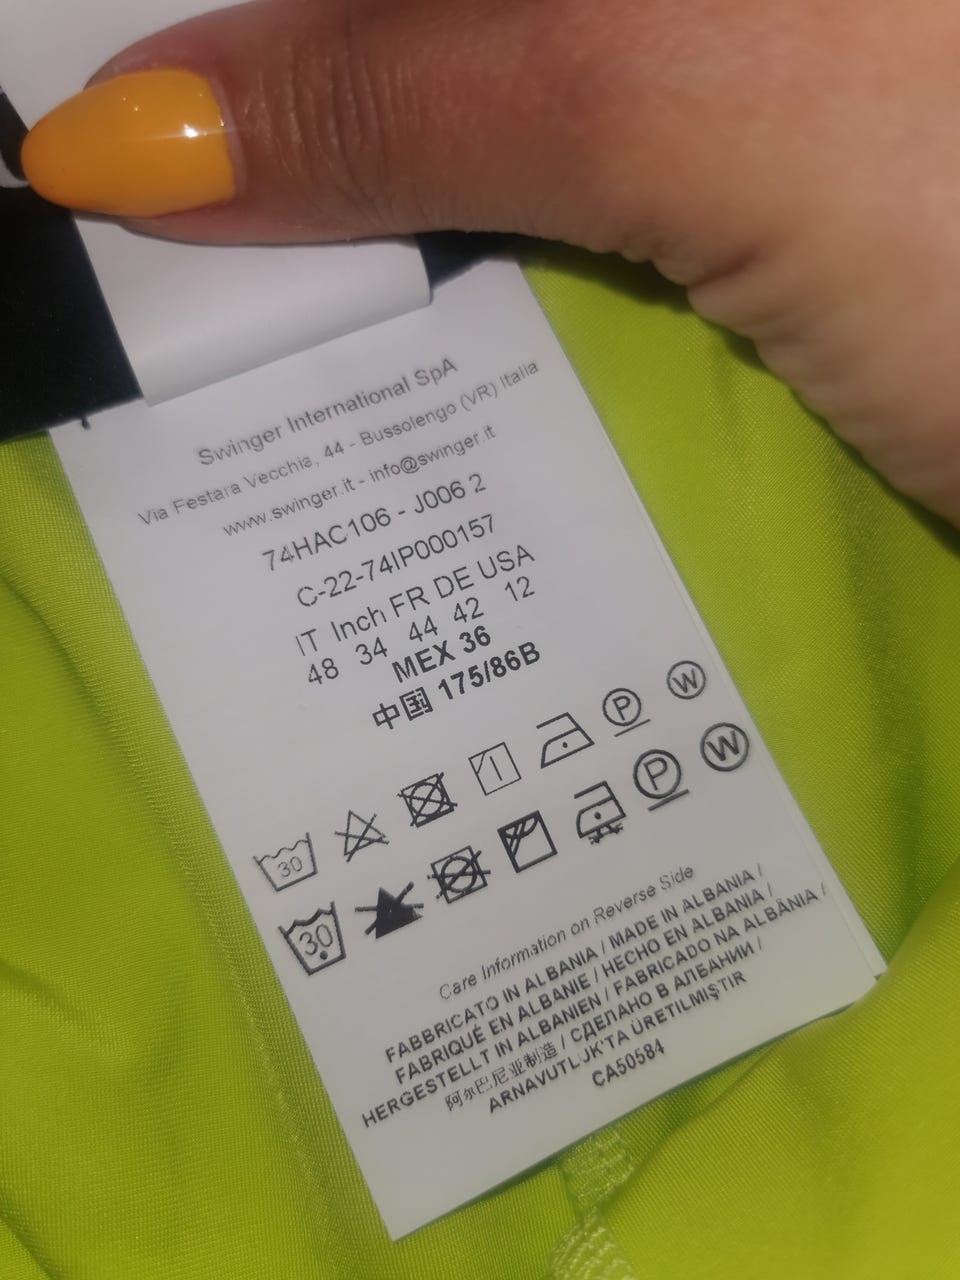 Swinger International SpA
Via Festara Vecchia, 44 - Bussolengo (VR) Italia
www.swinger.it - info@swinger.it
74HAC106 - J006 2
C-22-74IP000157
IT Inch FR DE USA
48 34 44 42 12
MEX 36
中国 175/86B
30 P W
30 P W
Care Information on Reverse Side
FABBRICATO IN ALBANIA / MADE IN ALBANIA /
FABRIQUÉ EN ALBANIE / HECHO EN ALBANIA /
HERGESTELLT IN ALBANIEN / FABRICADO NA ALBÂNIA /
阿尔巴尼亚制造 / СДЕЛАНО В АЛБАНИИ /
ARNAVUTLUK'TA ÜRETILMIŞTIR
CA50584